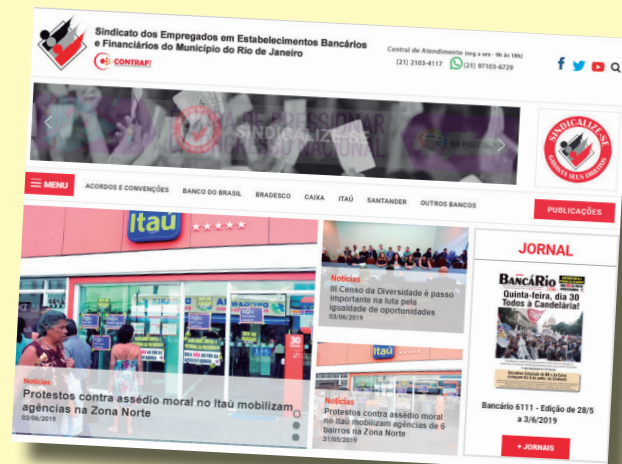 Sindicato dos Empregados em Estabelecimentos Bancários
e Financiários do Município do Rio de Janeiro
CONTRAF!
Central de Atendimento (seg a sex - 9h às 18h)
(21) 2103-4117 (21) 97103-6729
SINDICALIZE-SE
SINDICALIZE-SE
GARANTA SEUS DIREITOS
MENU
ACORDOS E CONVENÇÕES
BANCO DO BRASIL
BRADESCO
CAIXA
ITAÚ
SANTANDER
OUTROS BANCOS
PUBLICAÇÕES
Itaú
30
Notícias
Protestos contra assédio moral no Itaú mobilizam
agências na Zona Norte
03/06/2019
Notícias
III Censo da Diversidade é passo
importante na luta pela
igualdade de oportunidades
03/06/2019
Itaú
Notícias
Protestos contra assédio moral
no Itaú mobilizam agências de 6
bairros na Zona Norte
31/05/2019
JORNAL
BANCÁRIO
Quinta-feira, dia 30
Todos à Candelária!
Bancário 6111 - Edição de 28/5
a 3/6/2019
+ JORNAIS